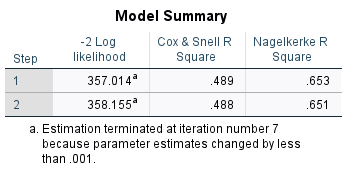 Model Summary
Step -2 Log likelihood Cox & Snell R Square Nagelkerke R Square
1 357.014a .489 .653
2 358.155a .488 .651
a. Estimation terminated at iteration number 7
because parameter estimates changed by less
than .001.